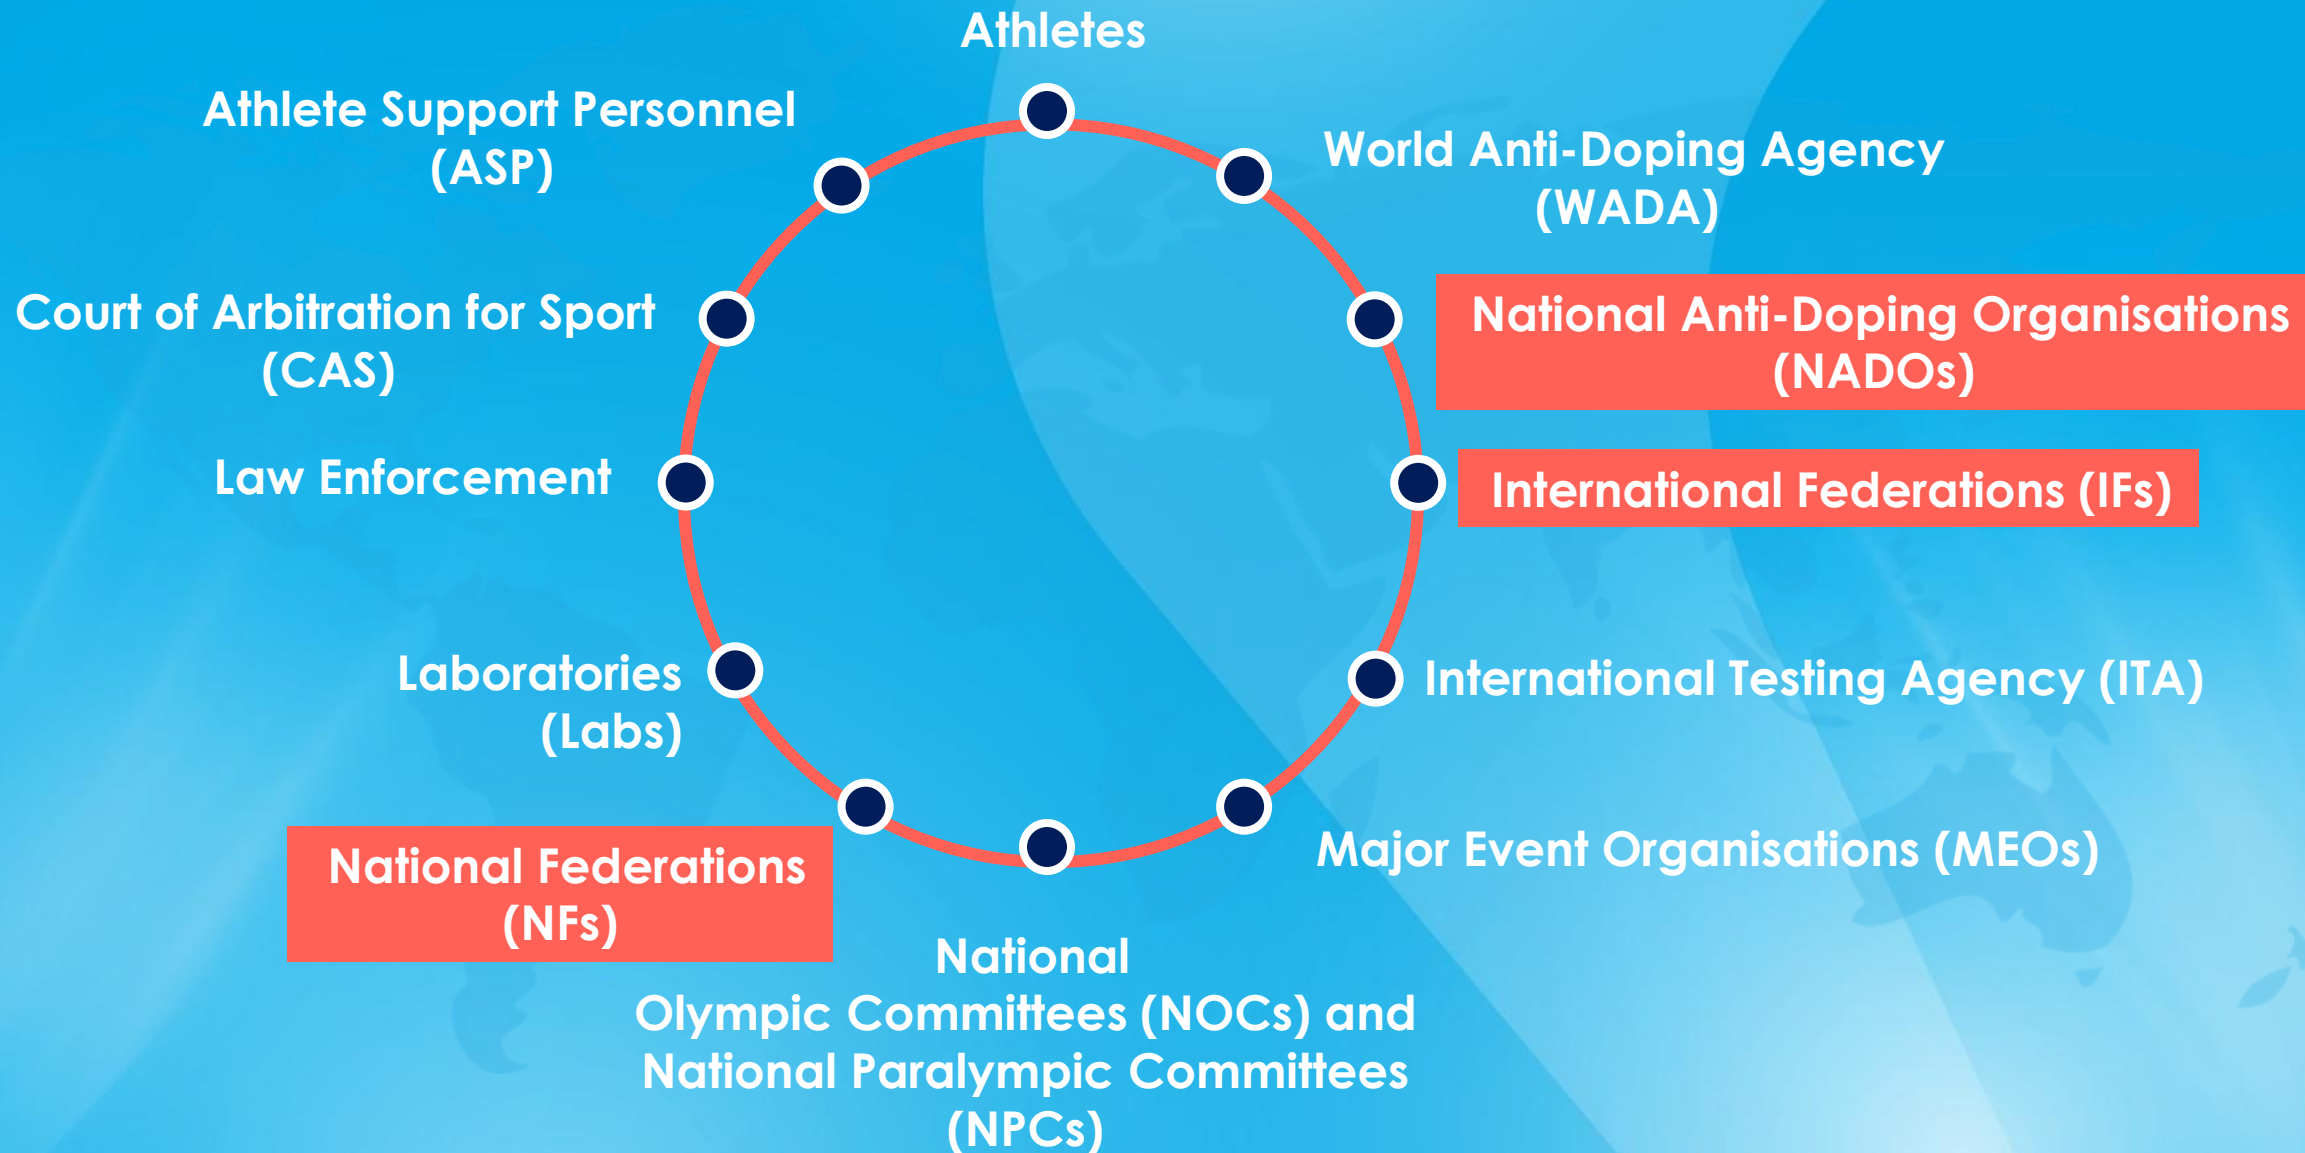 Athletes
Athlete Support Personnel
(ASP)
World Anti-Doping Agency
(WADA)
Court of Arbitration for Sport
(CAS)
National Anti-Doping Organisations
(NADOs)
Law Enforcement
International Federations (IFs)
Laboratories
(Labs)
International Testing Agency (ITA)
National Federations
(NFs)
Major Event Organisations (MEOs)
National
Olympic Committees (NOCs) and
National Paralympic Committees
(NPCs)